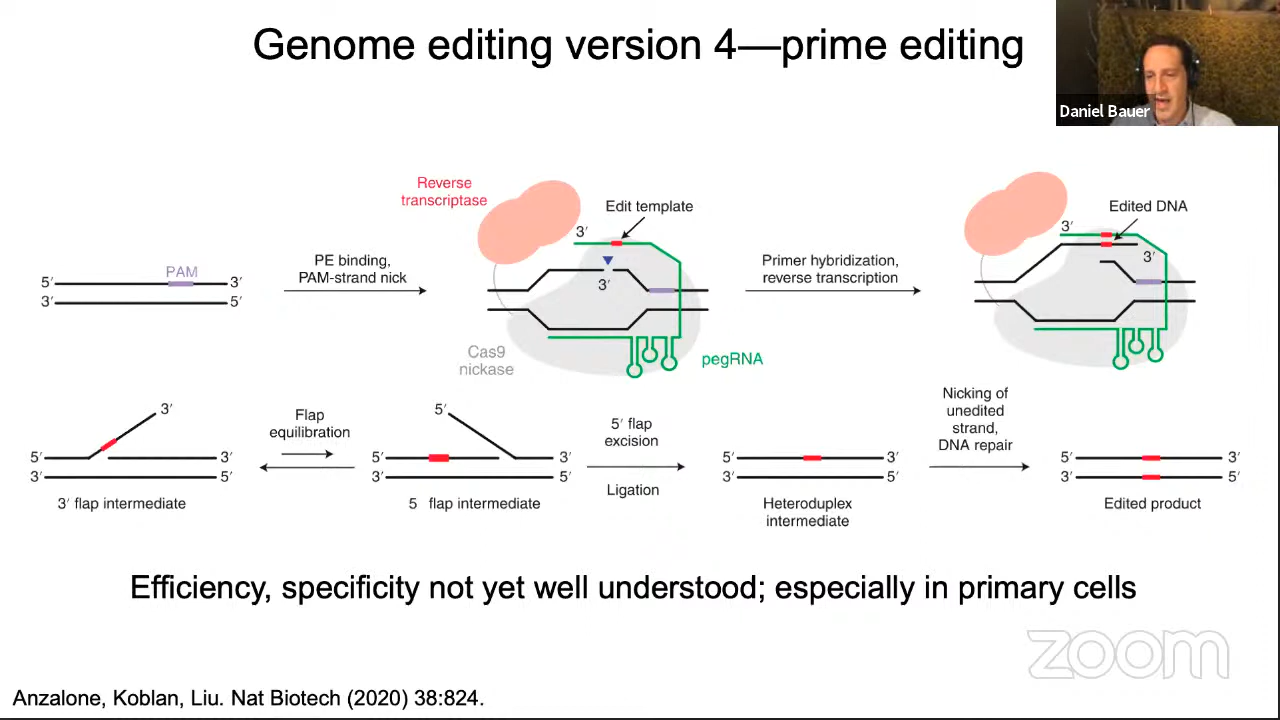 Genome editing version 4—prime editing
Daniel Bauer
Reverse
transcriptase
Edit template
3′
PAM
5′
3′
3′
5′
PE binding,
PAM-strand nick
3′
Cas9
nickase
pegRNA
Primer hybridization,
reverse transcription
Edited DNA
3′
3′
3′
5′
3′
3′
5′
3′ flap intermediate
Flap
equilibration
5′
5′
3′
3′
5′
5 flap intermediate
5′ flap
excision
Ligation
5′
3′
3′
5′
Heteroduplex
intermediate
Nicking of
unedited
strand,
DNA repair
5′
3′
3′
5′
Edited product
Efficiency, specificity not yet well understood; especially in primary cells
zoom
Anzalone, Koblan, Liu. Nat Biotech (2020) 38:824.